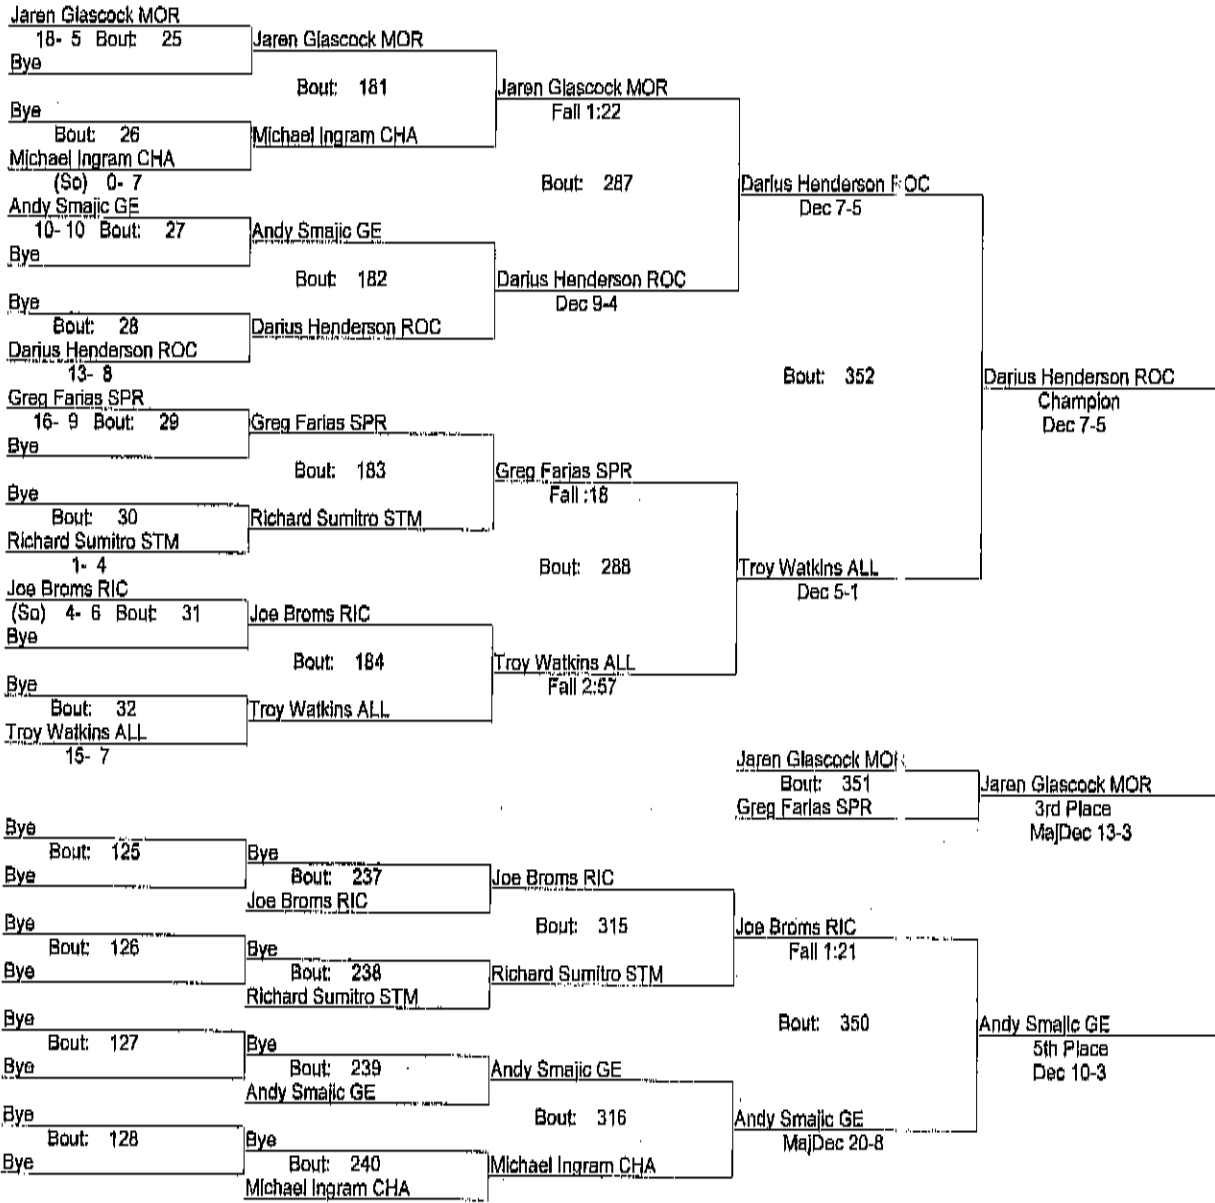 Jaren Glascock MOR
18- 5 Bout: 25
Bye
Jaren Glascock MOR
Bout: 181
Bye
Bout: 26
Michael Ingram CHA
(So) 0- 7
Michael Ingram CHA
Jaren Glascock MOR
Fall 1:22
Bout: 287
Andy Smajic GE
10- 10 Bout: 27
Bye
Andy Smajic GE
Bout: 182
Bye
Bout: 28
Darius Henderson ROC
13- 8
Darius Henderson ROC
Darius Henderson ROC
Dec 9-4
Darius Henderson ROC
Dec 7-5
Bout: 352
Greg Farias SPR
16- 9 Bout: 29
Bye
Greg Farias SPR
Bout: 183
Bye
Bout: 30
Richard Sumitro STM
1- 4
Richard Sumitro STM
Greg Farias SPR
Fall :18
Bout: 288
Joe Broms RIC
(So) 4- 6 Bout: 31
Bye
Joe Broms RIC
Bout: 184
Bye
Bout: 32
Troy Watkins ALL
15- 7
Troy Watkins ALL
Troy Watkins ALL
Fall 2:57
Troy Watkins ALL
Dec 5-1
Darius Henderson ROC
Champion
Dec 7-5
Jaren Glascock MOR
Bout: 351
Greg Farias SPR
Jaren Glascock MOR
3rd Place
MajDec 13-3
Bye
Bout: 125
Bye
Bye
Bout: 237
Joe Broms RIC
Joe Broms RIC
Bout: 315
Bye
Bout: 126
Bye
Bye
Bout: 238
Richard Sumitro STM
Richard Sumitro STM
Joe Broms RIC
Fall 1:21
Bout: 350
Bye
Bout: 127
Bye
Bye
Bout: 239
Andy Smajic GE
Andy Smajic GE
Bout: 316
Bye
Bout: 128
Bye
Bye
Bout: 240
Michael Ingram CHA
Michael Ingram CHA
Andy Smajic GE
MajDec 20-8
Andy Smajic GE
5th Place
Dec 10-3